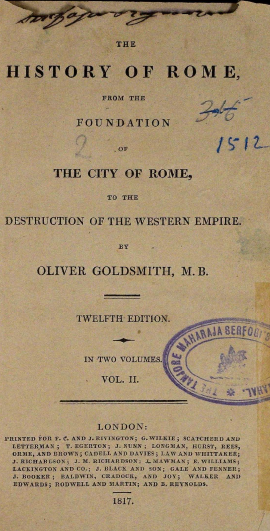 THE
HISTORY OF ROME,
FROM THE
FOUNDATION
OF
THE CITY OF ROME,
TO THE
DESTRUCTION OF THE WESTERN EMPIRE.
BY
OLIVER GOLDSMITH, M. B.
TWELFTH EDITION.
IN TWO VOLUMES.
VOL. II.
LONDON:
PRINTED FOR F. C. AND J. RIVINGTON; G. WILKIE; SCATCHERD AND
LETTERMAN; T. EGERTON; J. NUNN; LONGMAN, HURST, REES,
ORME, AND BROWN; CADELL AND DAVIES; LAW AND WHITTAKER;
J. RICHARDSON; J. M. RICHARDSON; J. MAWMAN; E. WILLIAMS;
LACKINGTON AND CO.; J. BLACK AND SON; GALE AND FENNER;
J. BOOKER; BALDWIN, CRADOCK, AND JOY; WALKER AND
EDWARDS; RODWELL AND MARTIN; AND B. REYNOLDS.
1817.
2
1512
THE TANJORE MAHARAJA SERFOJI'S